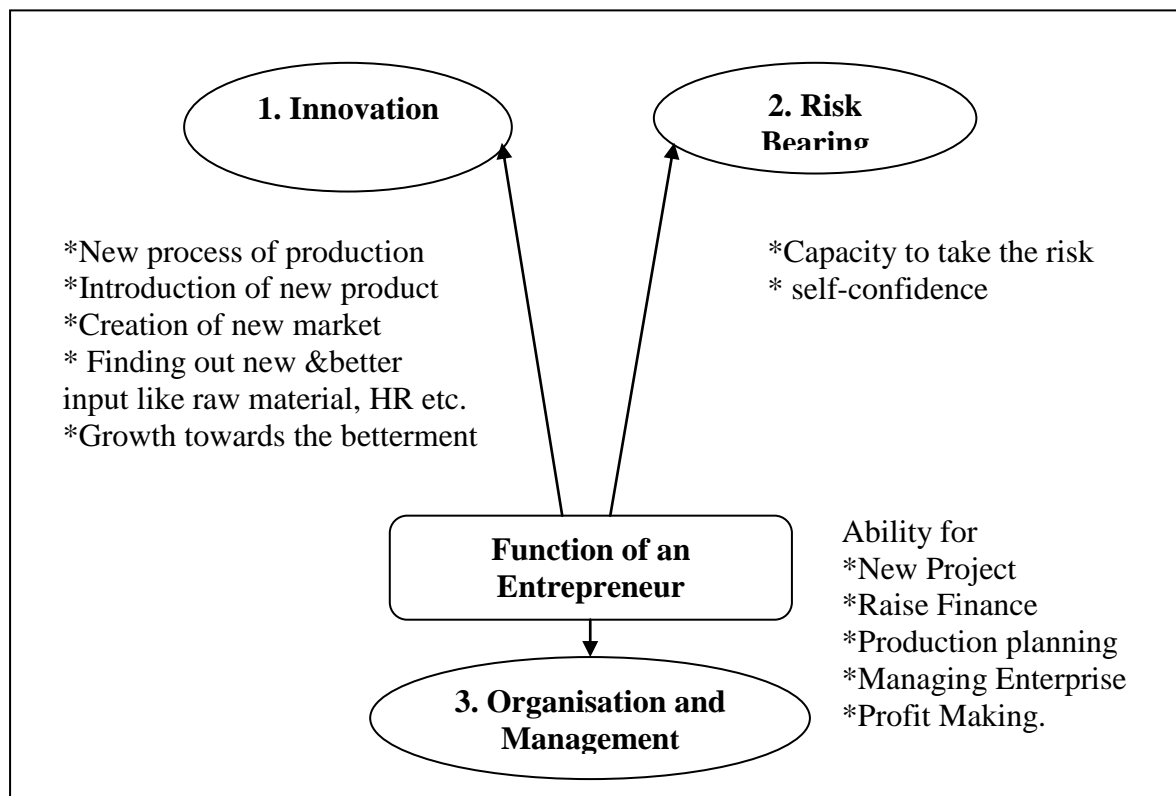 1. Innovation
2. Risk
Bearing
*New process of production
*Introduction of new product
*Creation of new market
* Finding out new &better
input like raw material, HR etc.
*Growth towards the betterment
*Capacity to take the risk
* self-confidence
Function of an
Entrepreneur
Ability for
*New Project
*Raise Finance
*Production planning
*Managing Enterprise
*Profit Making.
3. Organisation and
Management